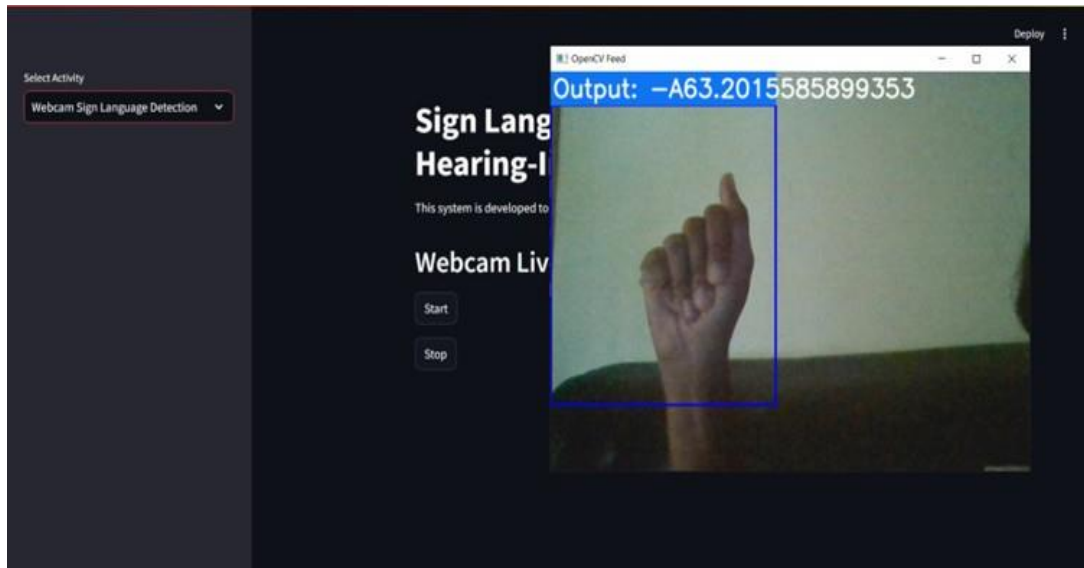 Deploy
Select Activity
Webcam Sign Language Detection
OpenCV Feed
Output: –A63.2015585899353
Sign Lang
Hearing-I
This system is developed to
Webcam Liv
Start
Stop